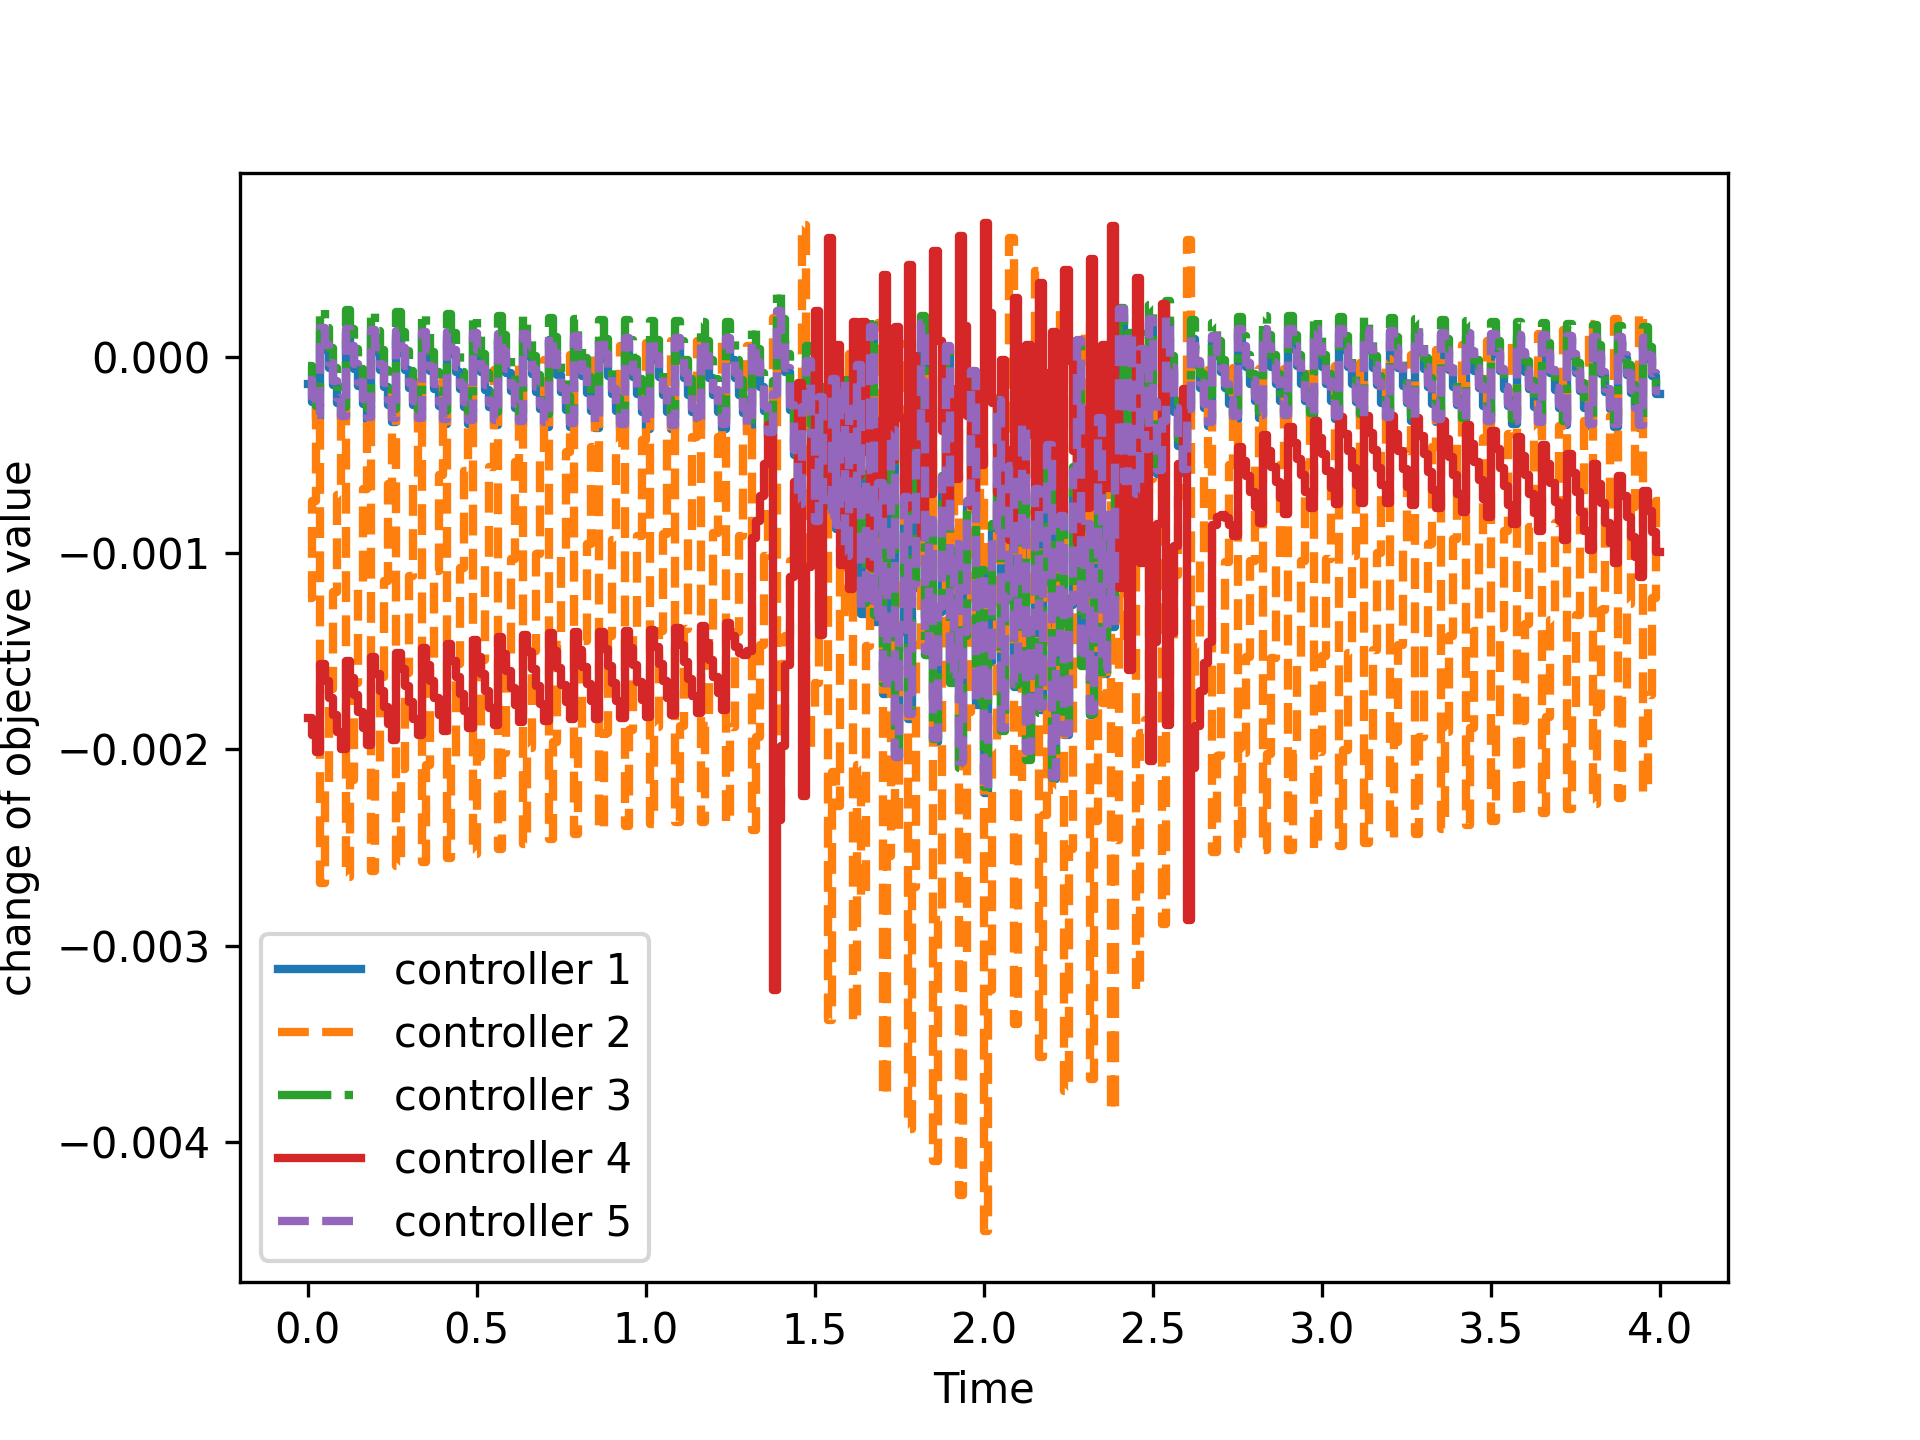 change of objective value
0.000
−0.001
−0.002
−0.003
−0.004
controller 1
controller 2
controller 3
controller 4
controller 5
0.0 0.5 1.0 1.5 2.0 2.5 3.0 3.5 4.0
Time